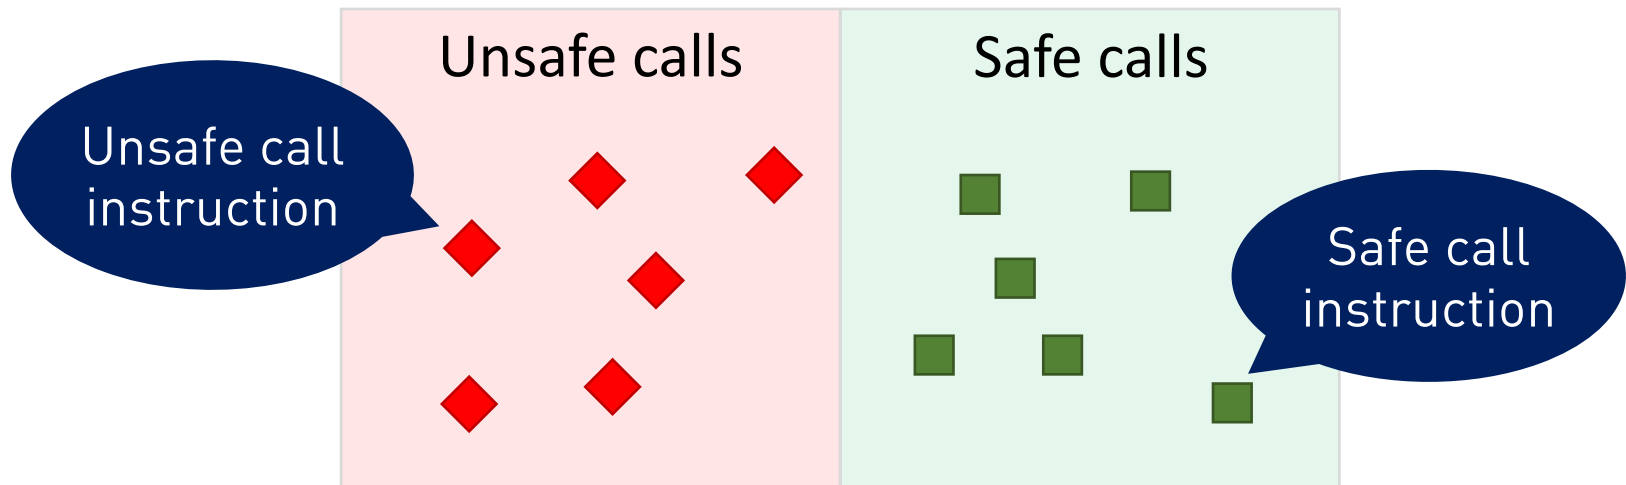 Unsafe calls
Safe calls
Unsafe call
instruction
Safe call
instruction